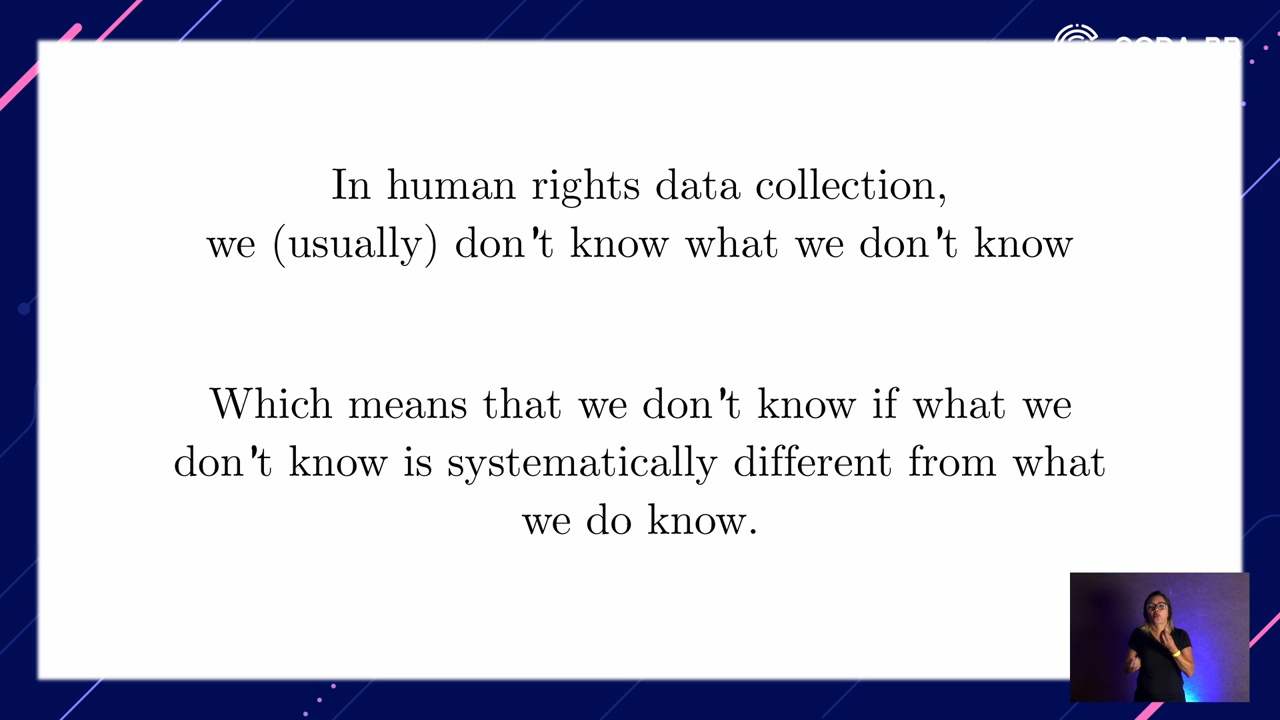 In human rights data collection,
we (usually) don't know what we don't know
Which means that we don't know if what we
don't know is systematically different from what
we do know.